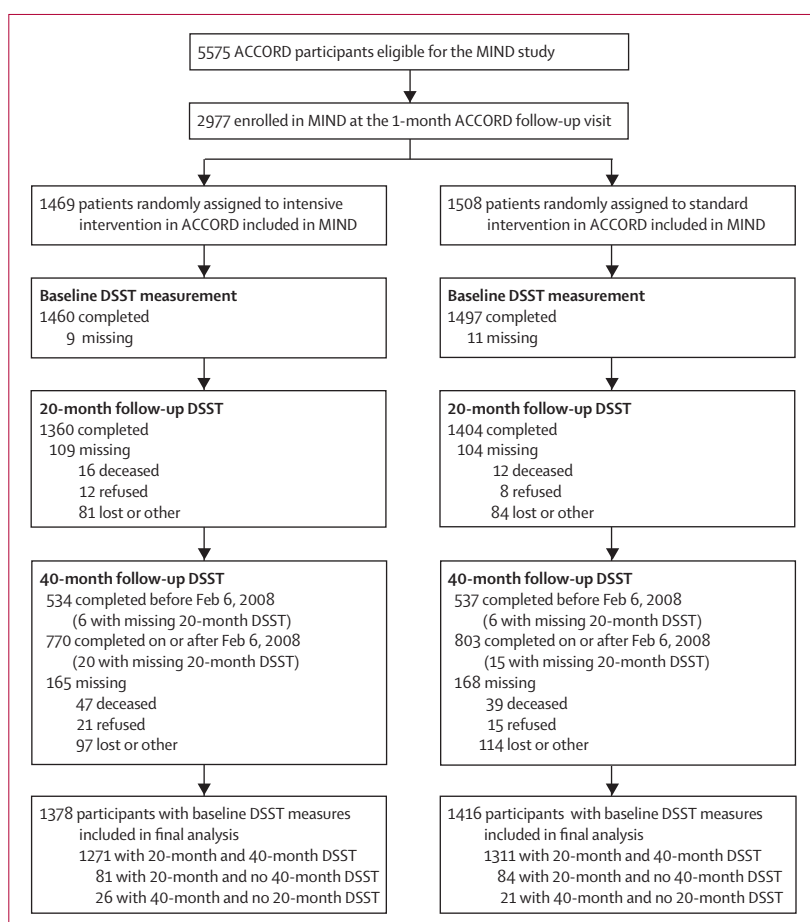 5575 ACCORD participants eligible for the MIND study
2977 enrolled in MIND at the 1-month ACCORD follow-up visit
1469 patients randomly assigned to intensive
intervention in ACCORD included in MIND
1508 patients randomly assigned to standard
intervention in ACCORD included in MIND
Baseline DSST measurement
1460 completed
9 missing
Baseline DSST measurement
1497 completed
11 missing
20-month follow-up DSST
1360 completed
109 missing
16 deceased
12 refused
81 lost or other
20-month follow-up DSST
1404 completed
104 missing
12 deceased
8 refused
84 lost or other
40-month follow-up DSST
534 completed before Feb 6, 2008
(6 with missing 20-month DSST)
770 completed on or after Feb 6, 2008
(20 with missing 20-month DSST)
165 missing
47 deceased
21 refused
97 lost or other
40-month follow-up DSST
537 completed before Feb 6, 2008
(6 with missing 20-month DSST)
803 completed on or after Feb 6, 2008
(15 with missing 20-month DSST)
168 missing
39 deceased
15 refused
114 lost or other
1378 participants with baseline DSST measures
included in final analysis
1271 with 20-month and 40-month DSST
81 with 20-month and no 40-month DSST
26 with 40-month and no 20-month DSST
1416 participants with baseline DSST measures
included in final analysis
1311 with 20-month and 40-month DSST
84 with 20-month and no 40-month DSST
21 with 40-month and no 20-month DSST